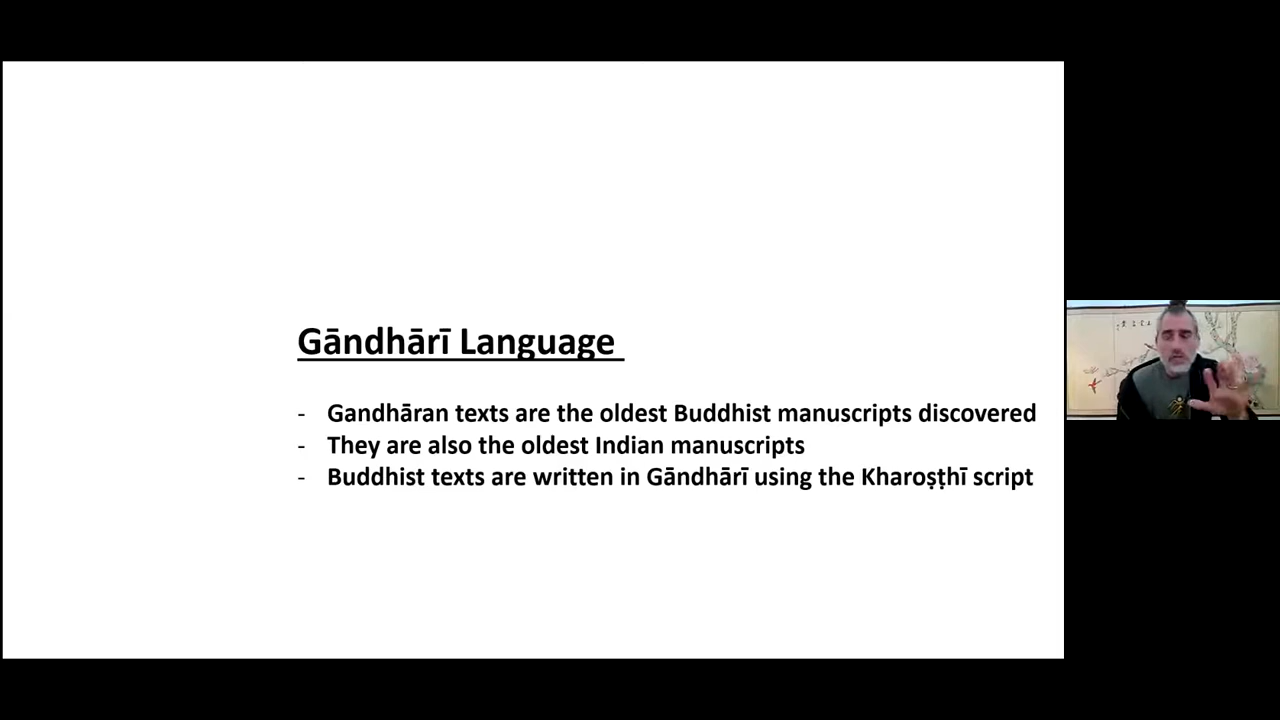 Gāndhārī Language
- Gandhāran texts are the oldest Buddhist manuscripts discovered
- They are also the oldest Indian manuscripts
- Buddhist texts are written in Gāndhārī using the Kharoṣṭhī script